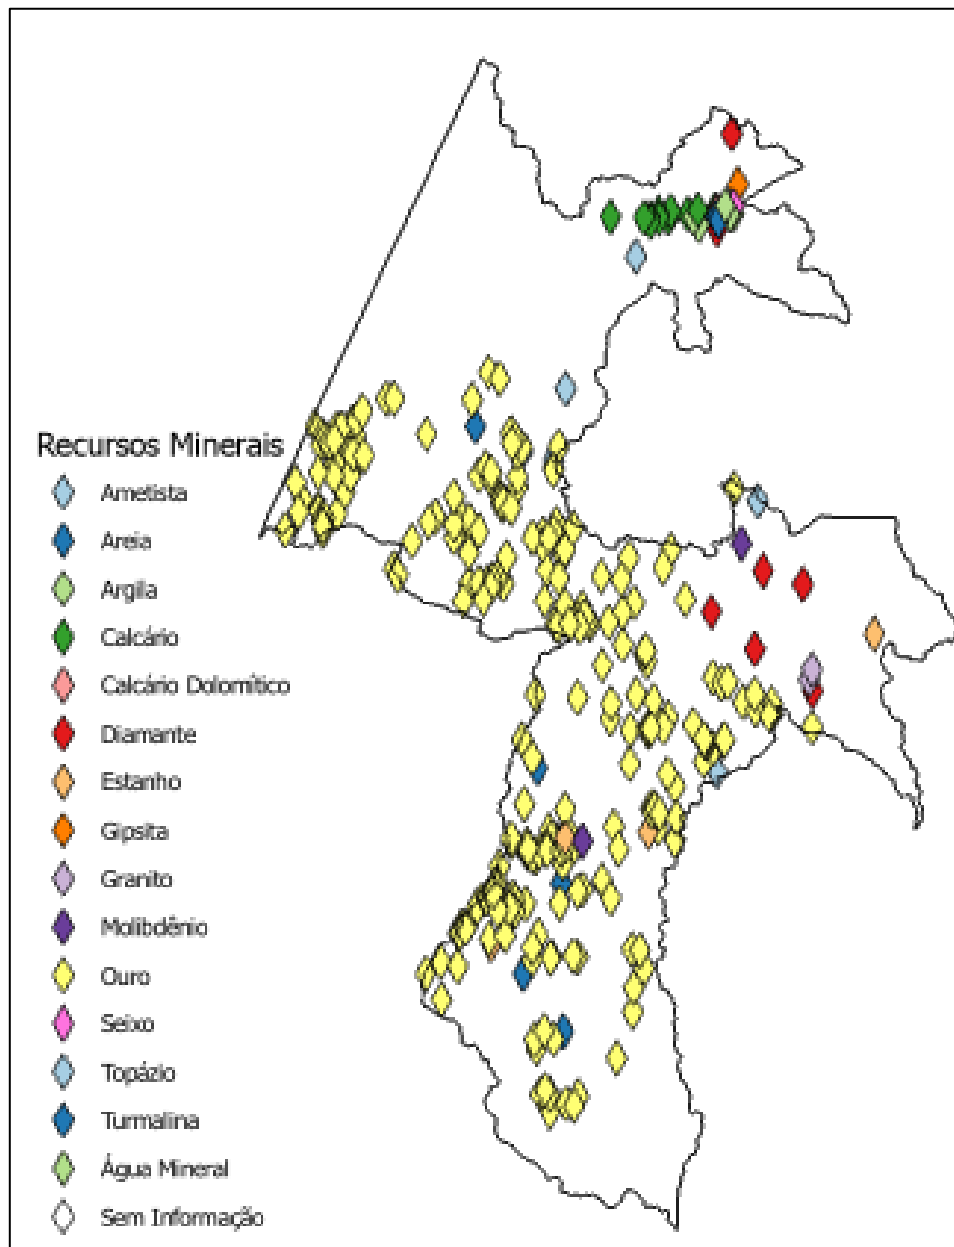 Recursos Minerais
Ametista
Areia
Argila
Calcário
Calcário Dolomítico
Diamante
Estanho
Gipsita
Granito
Molibdênio
Ouro
Seixo
Topázio
Turmalina
Água Mineral
Sem Informação